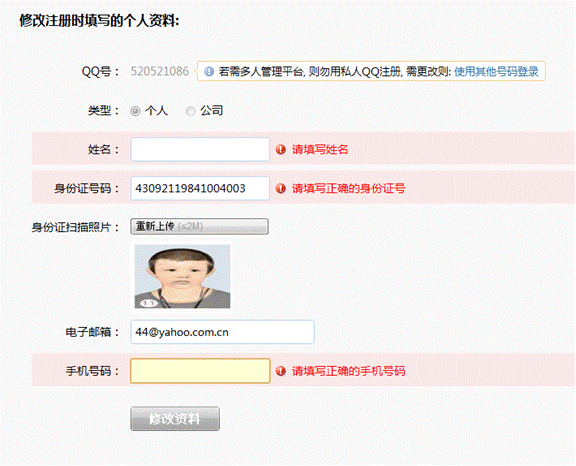 修改注册时填写的个人资料:
QQ号： 520521086 若需多人管理平台, 则勿用私人QQ注册, 需更改则: 使用其他号码登录
类型： 个人 公司
姓名： 请填写姓名
身份证号码： 43092119841004003 请填写正确的身份证号
身份证扫描照片： 重新上传 (≤2M)
电子邮箱： 44@yahoo.com.cn
手机号码： 请填写正确的手机号码
修改资料